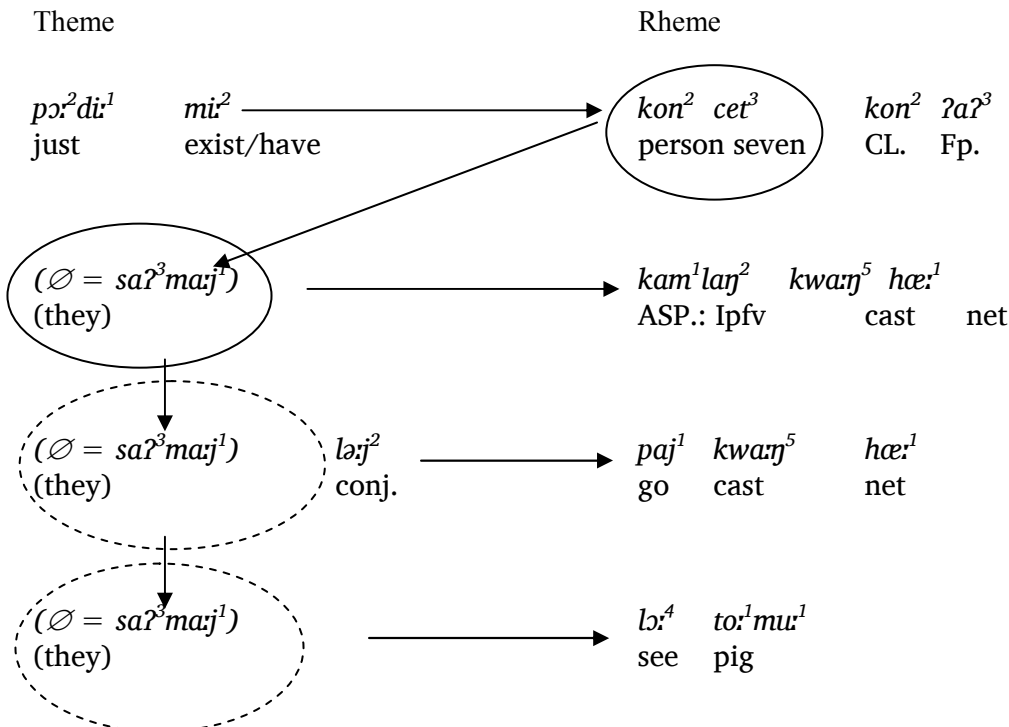 Theme Rheme
pɔː²diː¹ miː² kon² cet³ kon² ʔaʔ³
just exist/have person seven CL. Fp.
(∅ = saʔ³maːj¹) kam¹laŋ² kwaːŋ⁵ hæː¹
(they) ASP.: Ipfv cast net
(∅ = saʔ³maːj¹) ləːj² paj¹ kwaːŋ⁵ hæː¹
(they) conj. go cast net
(∅ = saʔ³maːj¹) lɔː⁴ toː¹muː¹
(they) see pig